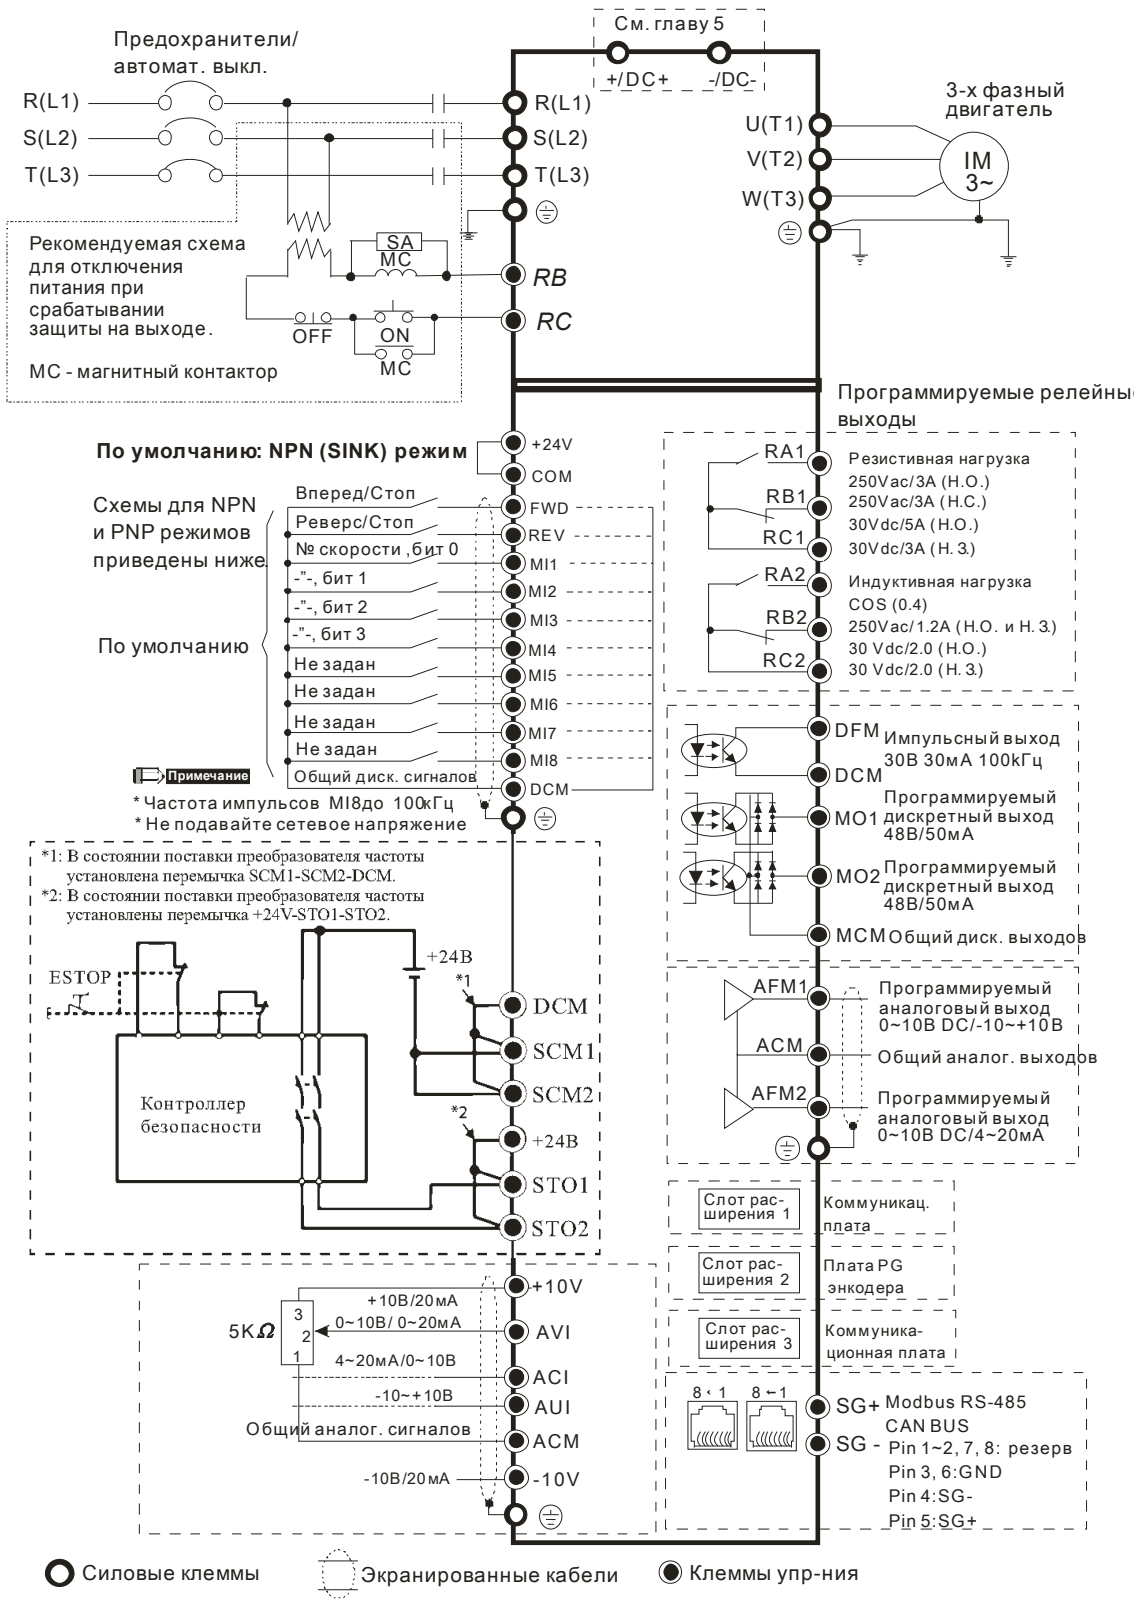 См. главу 5
+/DC+
-/DC-
Предохранители/
автомат. выкл.
R(L1)
S(L2)
T(L3)
R(L1)
S(L2)
T(L3)
3-х фазный
двигатель
U(T1)
V(T2)
W(T3)
IM
3~
Рекомендуемая схема
для отключения
питания при
срабатывании
защиты на выходе.
МС - магнитный контактор
SA
MC
OFF
ON
MC
RB
RC
По умолчанию: NPN (SINK) режим
+24V
COM
Схемы для NPN
и PNP режимов
приведены ниже.
По умолчанию
Вперед/Стоп
FWD
Реверс/Стоп
REV
№ скорости ,бит 0
MI1
-"-, бит 1
MI2
-"-, бит 2
MI3
-"-, бит 3
MI4
Не задан
MI5
Не задан
MI6
Не задан
MI7
Не задан
MI8
Общий диск. сигналов
DCM
Примечание
* Частота импульсов MI8до 100кГц
* Не подавайте сетевое напряжение
Программируемые релейные
выходы
RA1
RB1
RC1
RA2
RB2
RC2
Резистивная нагрузка
250Vac/3A (Н.О.)
250Vac/3A (Н.С.)
30Vdc/5A (Н.О.)
30Vdc/3A (Н.З.)
Индуктивная нагрузка
COS (0.4)
250Vac/1.2A (Н.О. и Н.З.)
30 Vdc/2.0 (Н.О.)
30 Vdc/2.0 (Н.З.)
DFM
DCM
Импульсный выход
30В 30мА 100кГц
MO1
Программируемый
дискретный выход
48В/50мА
MO2
Программируемый
дискретный выход
48В/50мА
MCM
Общий диск. выходов
*1: В состоянии поставки преобразователя частоты
установлена перемычка SCM1-SCM2-DCM.
*2: В состоянии поставки преобразователя частоты
установлены перемычка +24V-STO1-STO2.
ESTOP
Контроллер
безопасности
+24В
*1
DCM
SCM1
SCM2
*2
+24В
STO1
STO2
AFM1
Программируемый
аналоговый выход
0~10В DC/-10~+10В
ACM
Общий аналог. выходов
AFM2
Программируемый
аналоговый выход
0~10В DC/4~20мА
Слот рас-
ширения 1
Коммуникац.
плата
Слот рас-
ширения 2
Плата PG
энкодера
Слот рас-
ширения 3
Коммуника-
ционная плата
5KΩ
3
2
1
+10В/20мА
+10V
0~10В/ 0~20мА
AVI
4~20мА/0~10В
ACI
-10~+10В
AUI
Общий аналог. сигналов
ACM
-10В/20мА
-10V
8 ‹ 1
8←1
SG+
SG -
Modbus RS-485
CAN BUS
Pin 1~2, 7, 8: резерв
Pin 3, 6:GND
Pin 4:SG-
Pin 5:SG+
Силовые клеммы
Экранированные кабели
Клеммы упр-ния